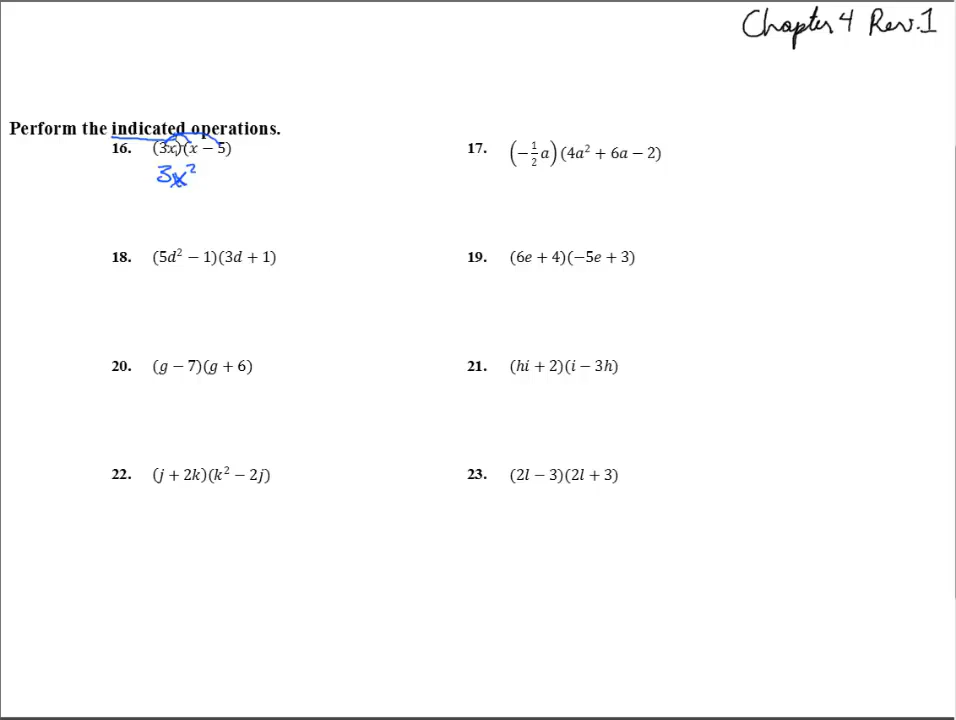 Chapter 4 Rev. 1
Perform the indicated operations.
16. (3x)(x − 5)
3x²
17. (−½a)(4a² + 6a − 2)
18. (5d² − 1)(3d + 1)
19. (6e + 4)(−5e + 3)
20. (g − 7)(g + 6)
21. (hi + 2)(i − 3h)
22. (j + 2k)(k² − 2j)
23. (2l − 3)(2l + 3)